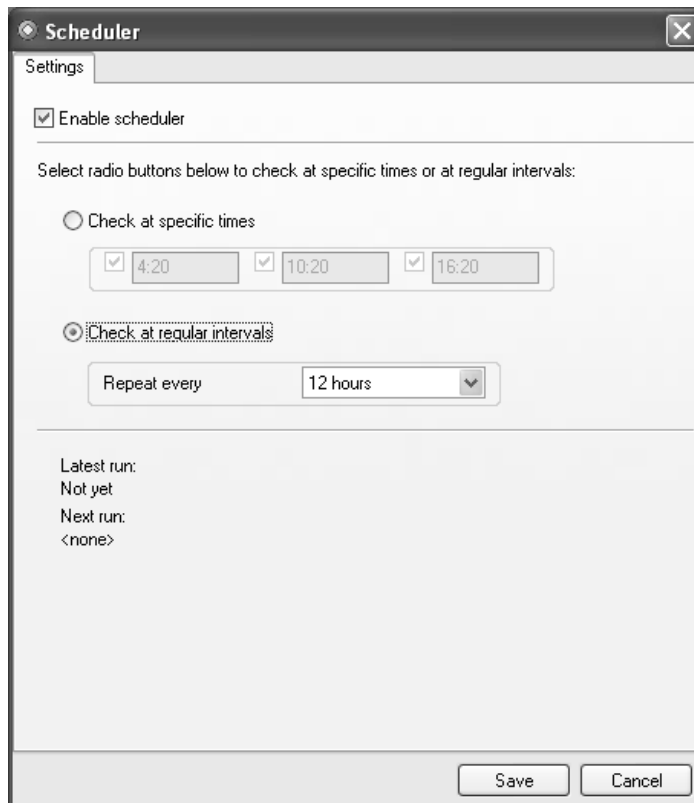 Scheduler
Settings
Enable scheduler
Select radio buttons below to check at specific times or at regular intervals:
Check at specific times
4:20 10:20 16:20
Check at regular intervals
Repeat every 12 hours
Latest run:
Not yet
Next run:
<none>
Save Cancel